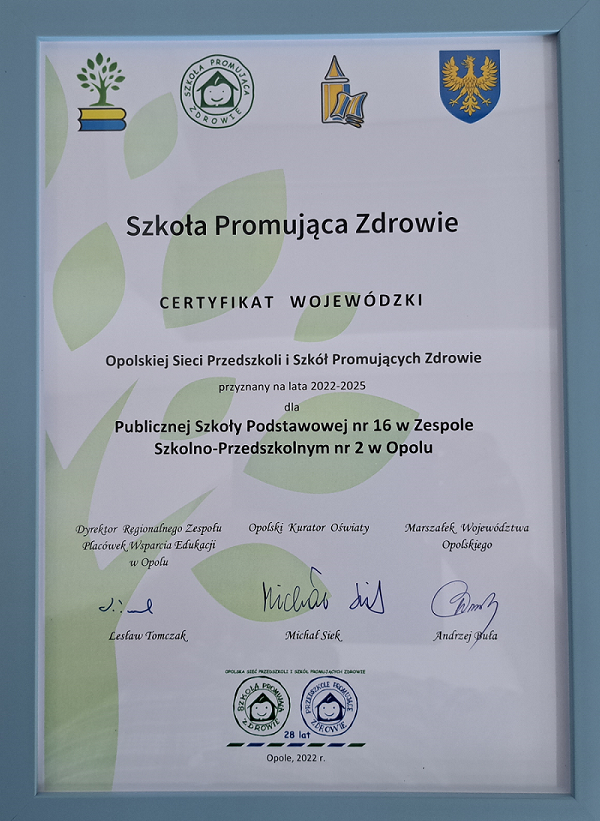 SZKOŁA PROMUJĄCA ZDROWIE
Szkoła Promująca Zdrowie
CERTYFIKAT WOJEWÓDZKI
Opolskiej Sieci Przedszkoli i Szkół Promujących Zdrowie
przyznany na lata 2022-2025
dla
Publicznej Szkoły Podstawowej nr 16 w Zespole
Szkolno-Przedszkolnym nr 2 w Opolu
Dyrektor Regionalnego Zespołu
Placówek Wsparcia Edukacji
w Opolu
Opolski Kurator Oświaty
Marszałek Województwa
Opolskiego
Michał Siek
Lesław Tomczak
Michał Siek
Andrzej Buła
OPOLSKA SIEĆ PRZEDSZKOLI I SZKÓŁ PROMUJĄCYCH ZDROWIE
SZKOŁA PROMUJĄCA ZDROWIE
PRZEDSZKOLE PROMUJĄCE ZDROWIE
28 lat
Opole, 2022 r.